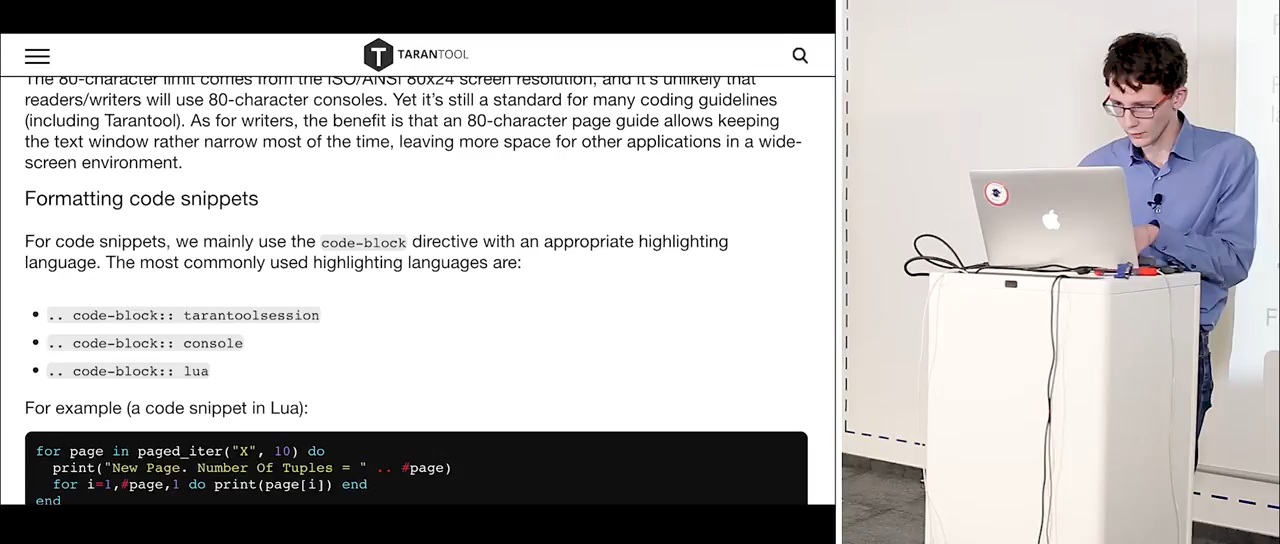 TARANTOOL
The 80-character limit comes from the ISO/ANSI 80x24 screen resolution, and it's unlikely that
readers/writers will use 80-character consoles. Yet it's still a standard for many coding guidelines
(including Tarantool). As for writers, the benefit is that an 80-character page guide allows keeping
the text window rather narrow most of the time, leaving more space for other applications in a wide-
screen environment.
Formatting code snippets
For code snippets, we mainly use the code-block directive with an appropriate highlighting
language. The most commonly used highlighting languages are:
.. code-block:: tarantoolsession
.. code-block:: console
.. code-block:: lua
For example (a code snippet in Lua):
for page in paged_iter("X", 10) do
print("New Page. Number Of Tuples = " .. #page)
for i=1,#page,1 do print(page[i]) end
end